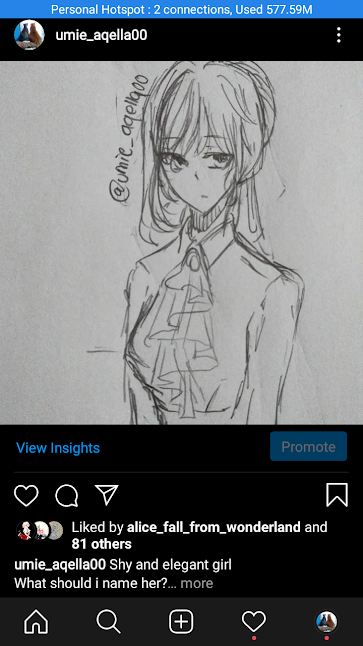 Personal Hotspot : 2 connections, Used 577.59M
umie_aqella00
@umie_aqella00
View Insights
Promote
Liked by alice_fall_from_wonderland and
81 others
umie_aqella00 Shy and elegant girl
What should i name her?... more